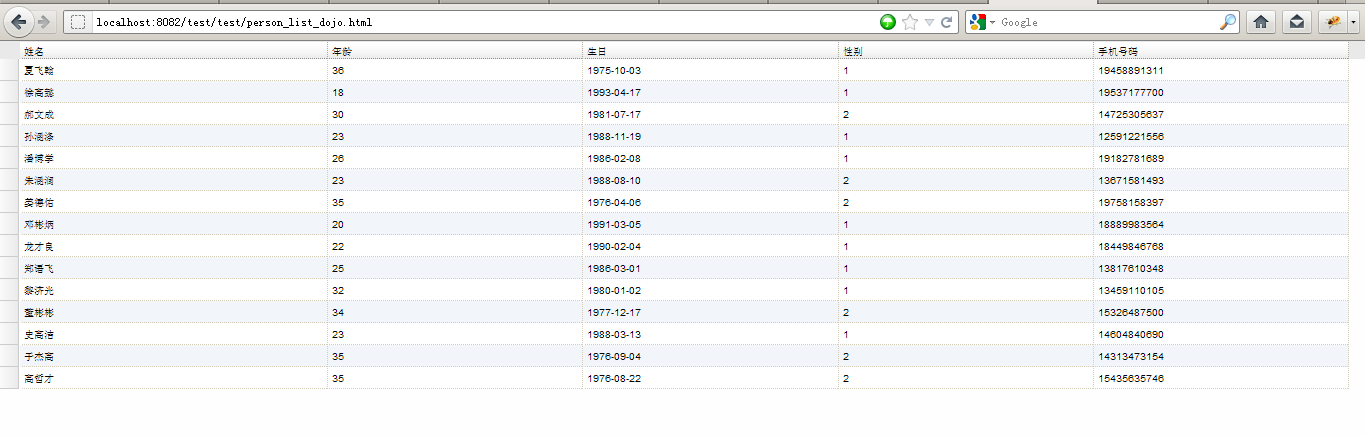 localhost:8082/test/test/person_list_dojo.html Google
姓名 年龄 生日 性别 手机号码
夏飞翰 36 1975-10-03 1 19458891311
徐高懿 18 1993-04-17 1 19537177700
郝文成 30 1981-07-17 2 14725305637
孙涵涤 23 1988-11-19 1 12591221556
潘博学 26 1986-02-08 1 19182781689
朱涵润 23 1988-08-10 2 13671581493
姜德佑 35 1976-04-06 2 19758158397
邓彬炳 20 1991-03-05 1 18889983564
龙才良 22 1990-02-04 1 18449846768
郑语飞 25 1986-03-01 1 13817610348
黎济光 32 1980-01-02 1 13459110105
董彬彬 34 1977-12-17 2 15326487500
史高洁 23 1988-03-13 1 14604840690
于杰高 35 1976-09-04 2 14313473154
高哲才 35 1976-08-22 2 15435635746